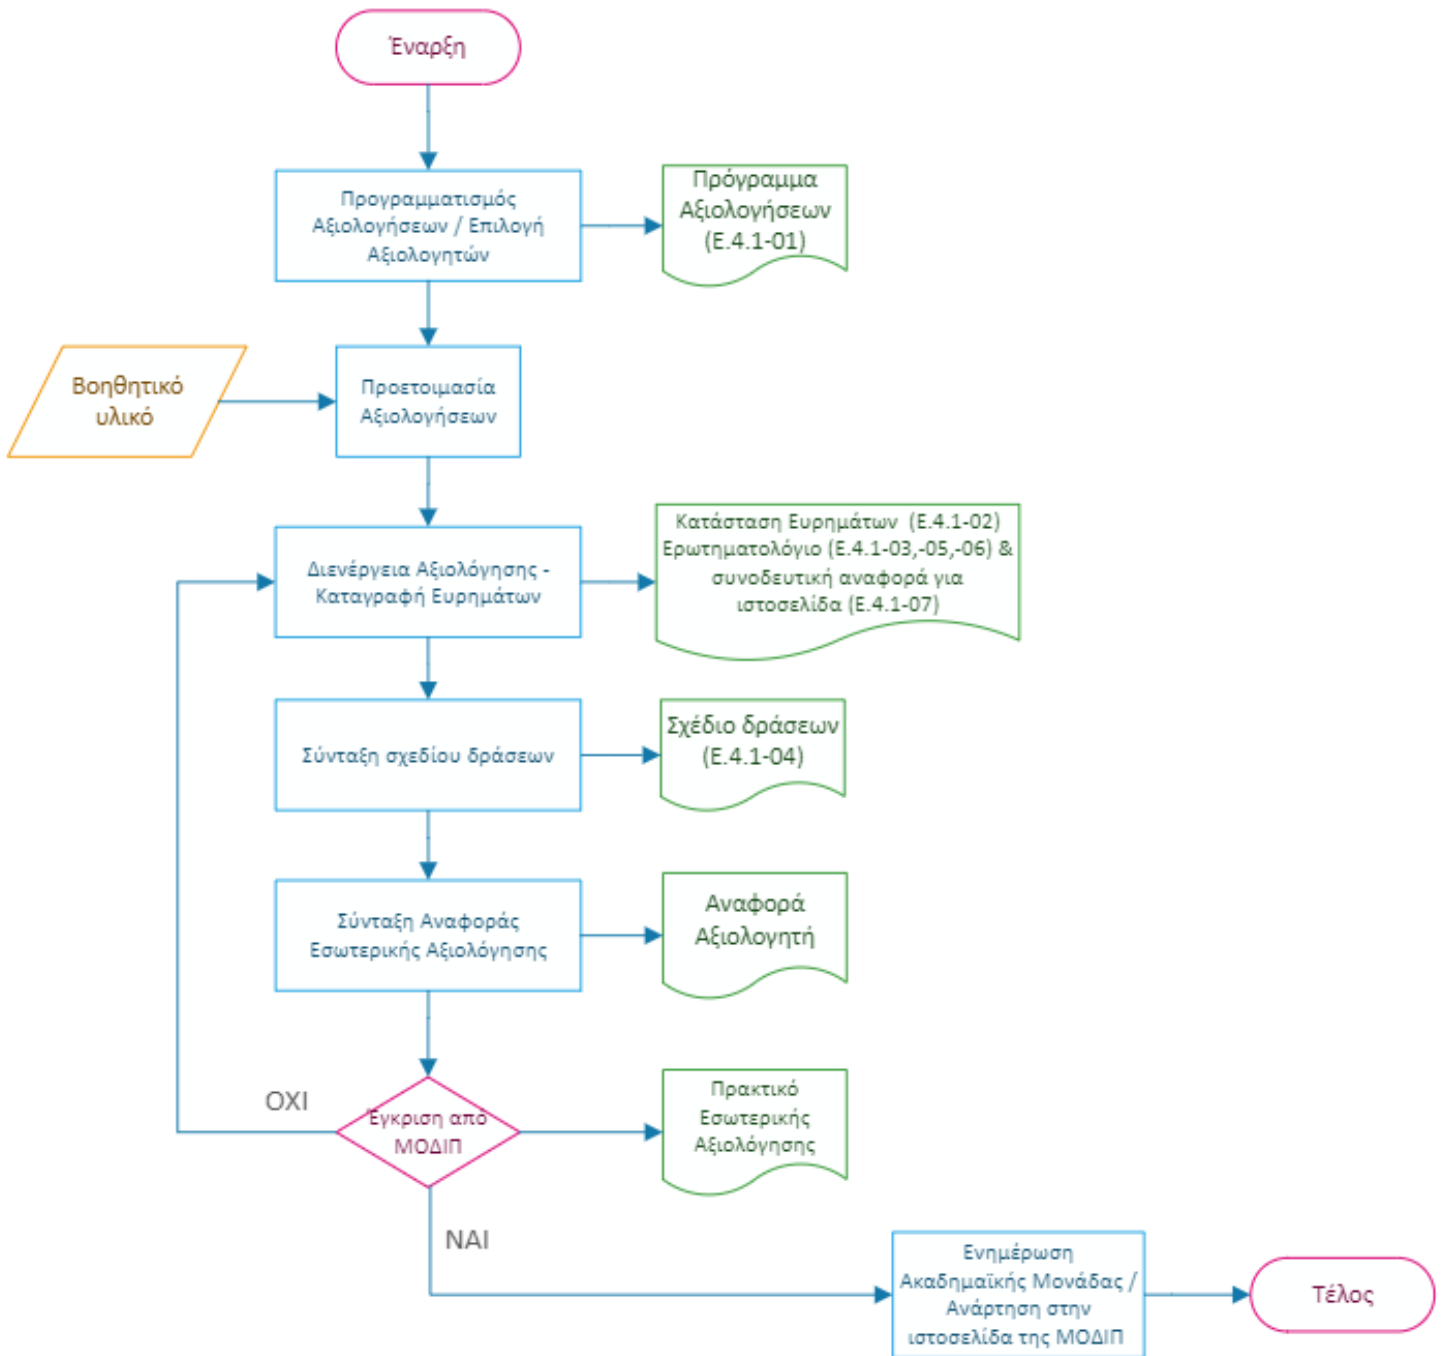 Έναρξη
Προγραμματισμός
Αξιολογήσεων / Επιλογή
Αξιολογητών
Πρόγραμμα
Αξιολογήσεων
(Ε.4.1-01)
Βοηθητικό
υλικό
Προετοιμασία
Αξιολογήσεων
Διενέργεια Αξιολόγησης -
Καταγραφή Ευρημάτων
Κατάσταση Ευρημάτων (Ε.4.1-02)
Ερωτηματολόγιο (Ε.4.1-03,-05,-06) &
συνοδευτική αναφορά για
ιστοσελίδα (Ε.4.1-07)
Σύνταξη σχεδίου δράσεων
Σχέδιο δράσεων
(Ε.4.1-04)
Σύνταξη Αναφοράς
Εσωτερικής Αξιολόγησης
Αναφορά
Αξιολογητή
ΟΧΙ
Έγκριση από
ΜΟΔΙΠ
Πρακτικό
Εσωτερικής
Αξιολόγησης
ΝΑΙ
Ενημέρωση
Ακαδημαϊκής Μονάδας /
Ανάρτηση στην
ιστοσελίδα της ΜΟΔΙΠ
Τέλος